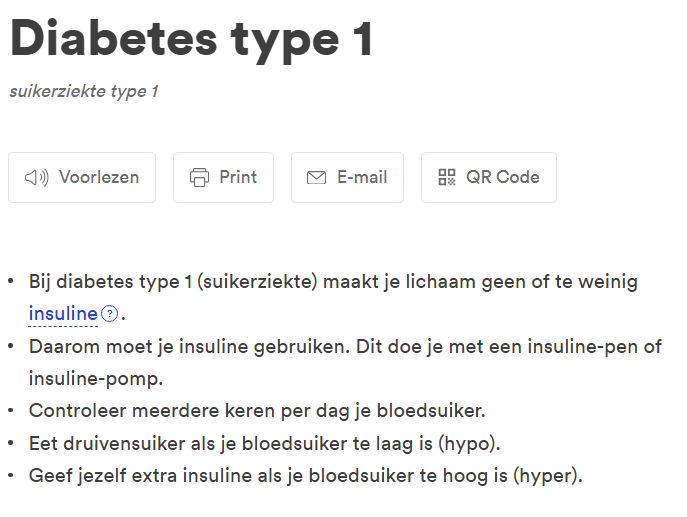 Diabetes type 1
suikerziekte type 1
Voorlezen Print E-mail QR Code
• Bij diabetes type 1 (suikerziekte) maakt je lichaam geen of te weinig
insuline ? .
• Daarom moet je insuline gebruiken. Dit doe je met een insuline-pen of
insuline-pomp.
• Controleer meerdere keren per dag je bloedsuiker.
• Eet druivensuiker als je bloedsuiker te laag is (hypo).
• Geef jezelf extra insuline als je bloedsuiker te hoog is (hyper).